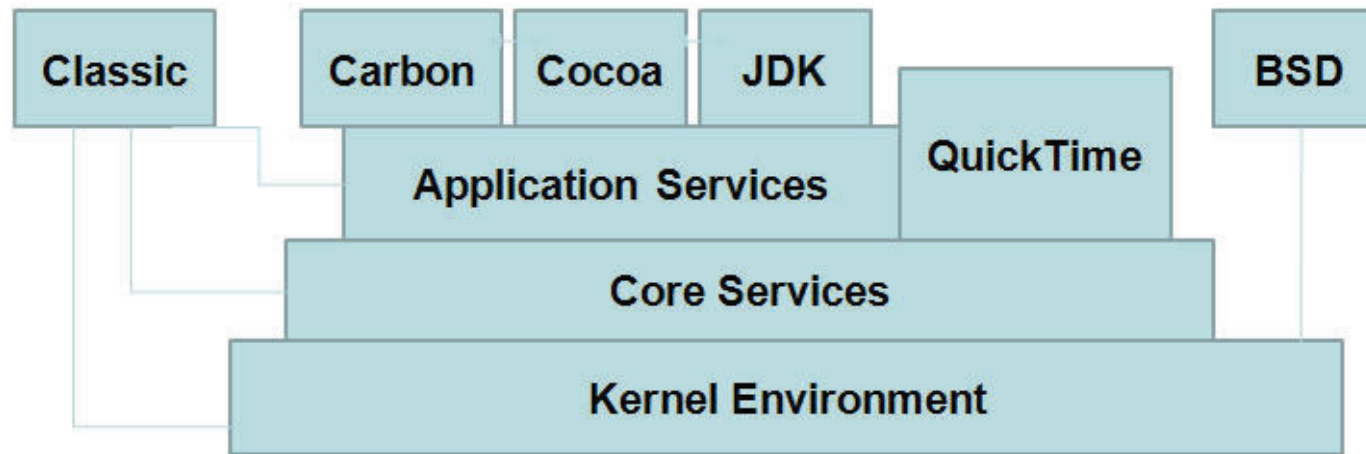 Classic
Carbon
Cocoa
JDK
BSD
QuickTime
Application Services
Core Services
Kernel Environment